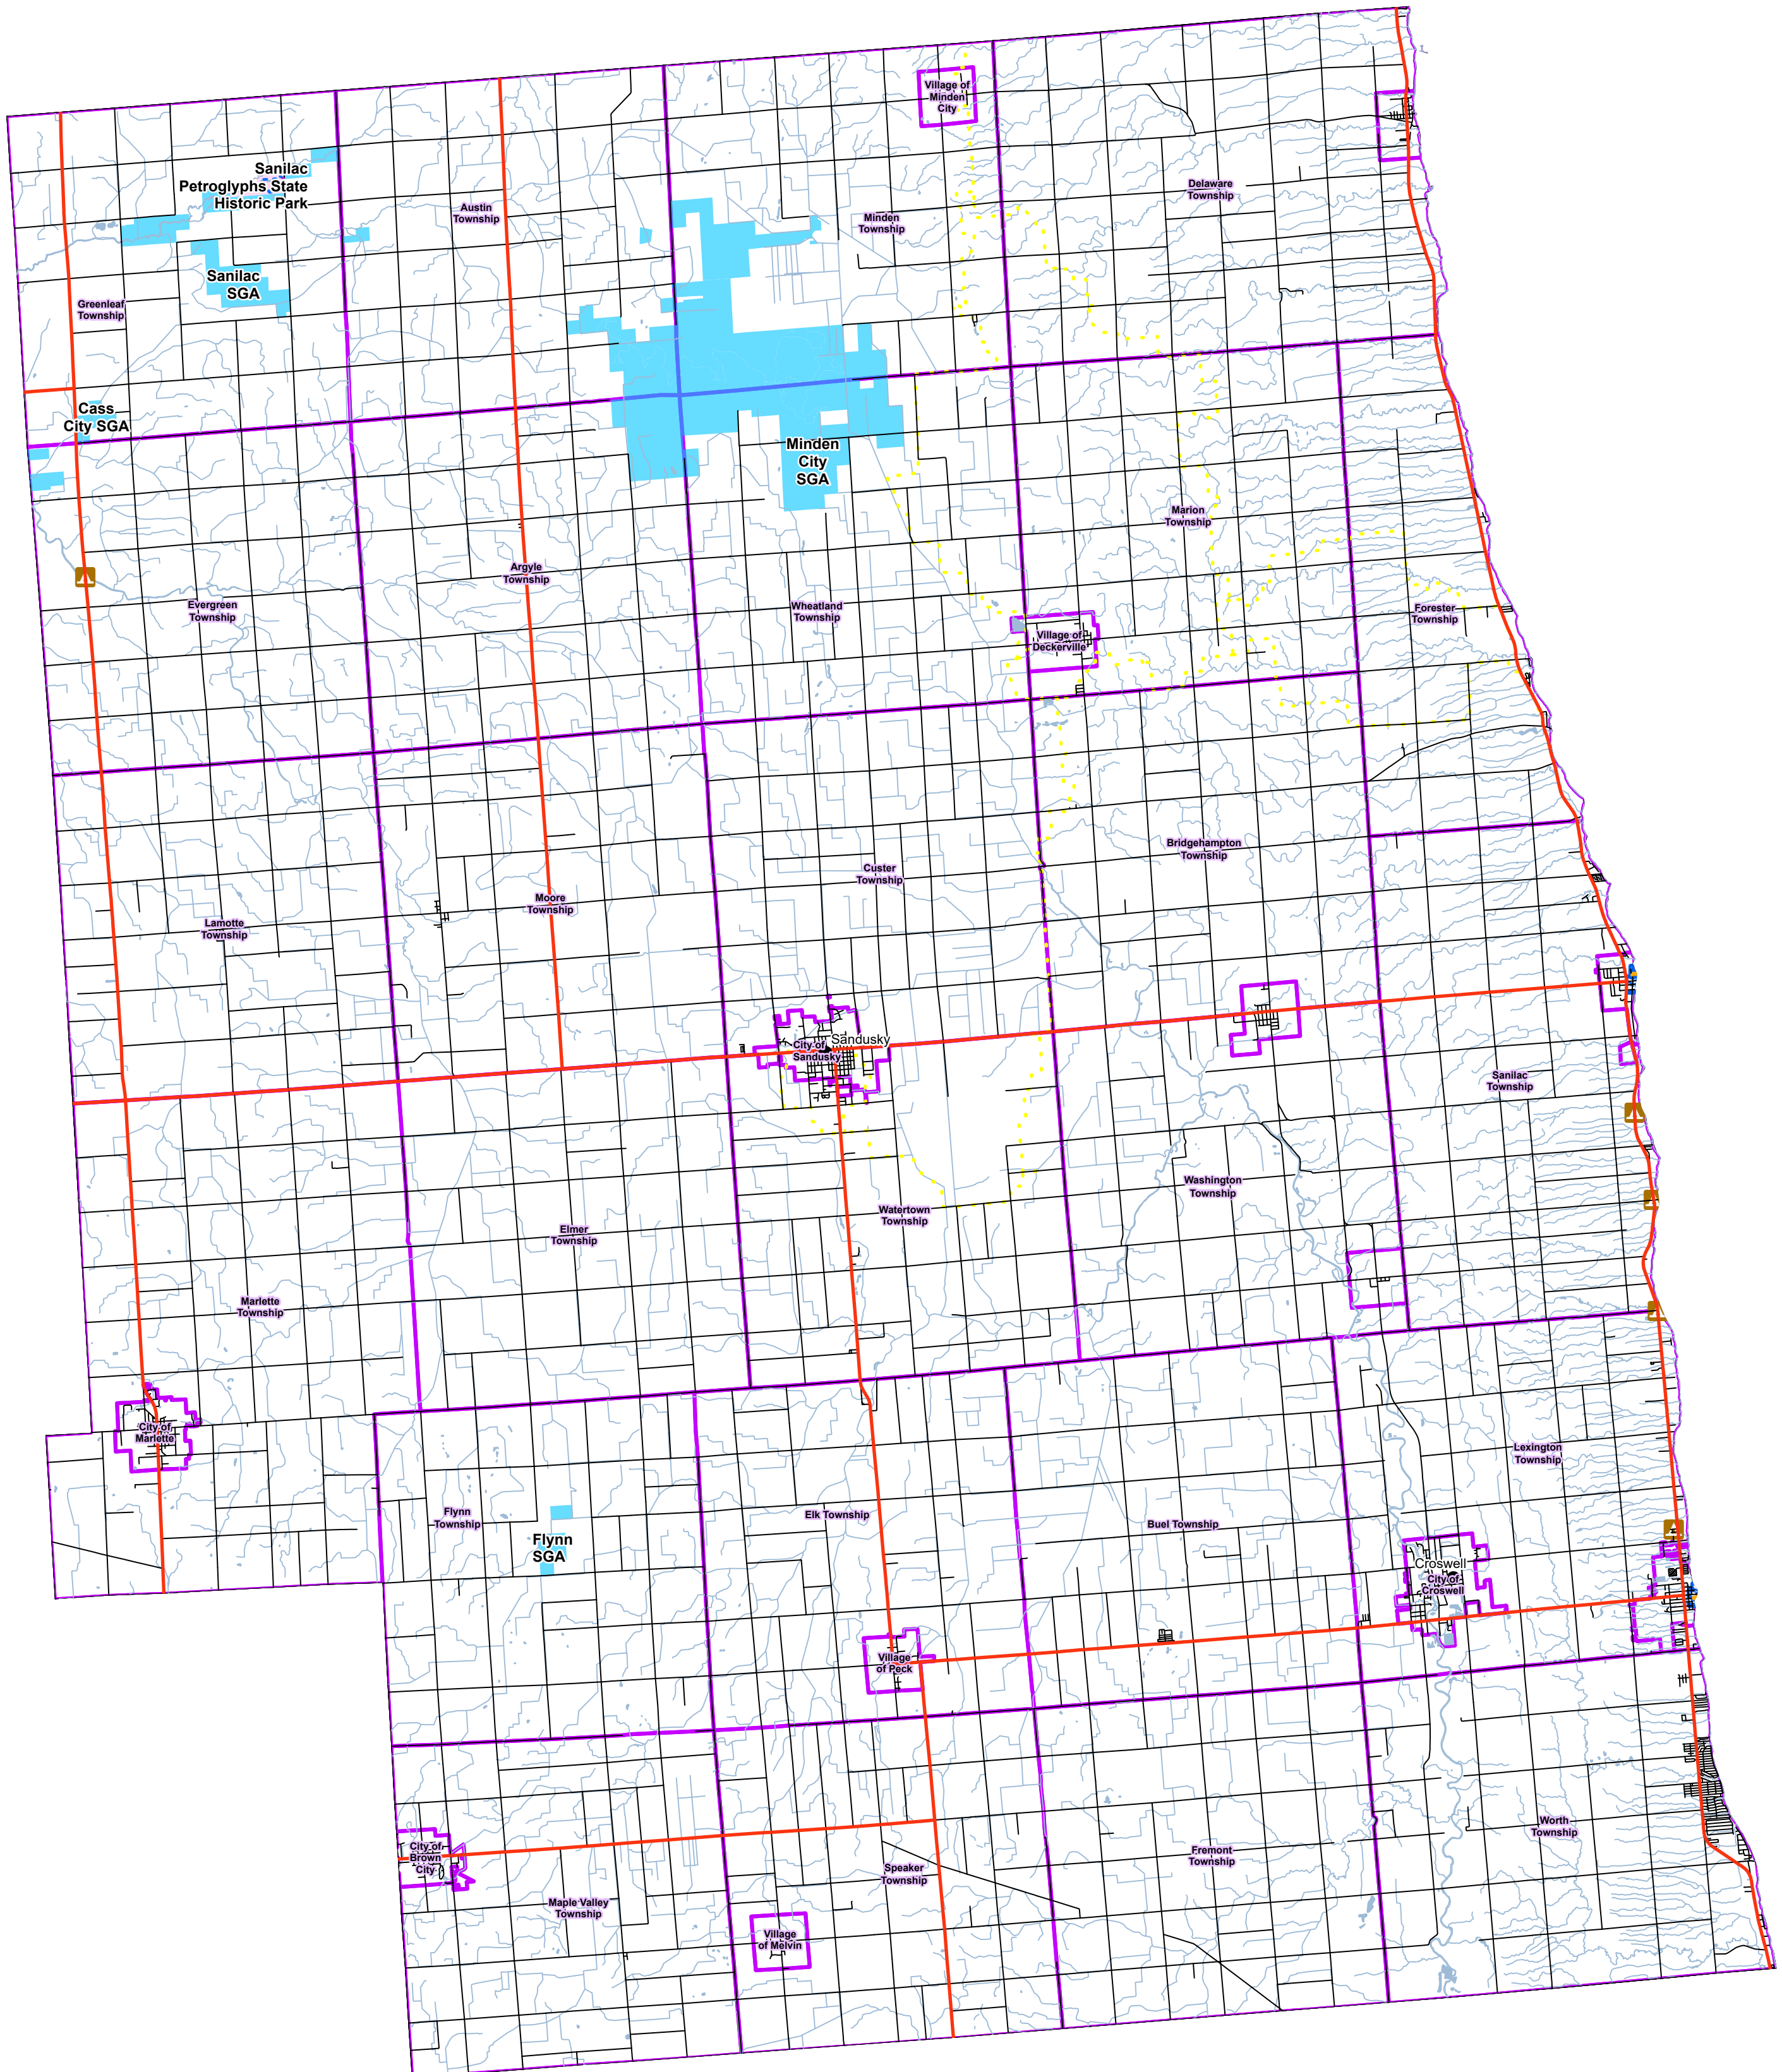 Village of
Minden
City
Sanilac
Petroglyphs State
Historic Park
Delaware
Township
Austin
Township
Minden
Township
Sanilac
SGA
Greenleaf
Township
Cass
City SGA
Minden
City
SGA
Marion
Township
Argyle
Township
Evergreen
Township
Wheatland
Township
Forester
Township
Village of
Deckerville
Bridgehampton
Township
Custer
Township
Moore
Township
Lamotte
Township
Sandusky
City of
Sandusky
Sanilac
Township
Washington
Township
Watertown
Township
Elmer
Township
Marlette
Township
City of
Marlette
Lexington
Township
Flynn
Township
Elk Township
Buel Township
Flynn
SGA
Croswell
City of
Croswell
Village
of Peck
Worth
Township
City of
Brown
City
Fremont
Township
Speaker
Township
Maple Valley
Township
Village
of Melvin